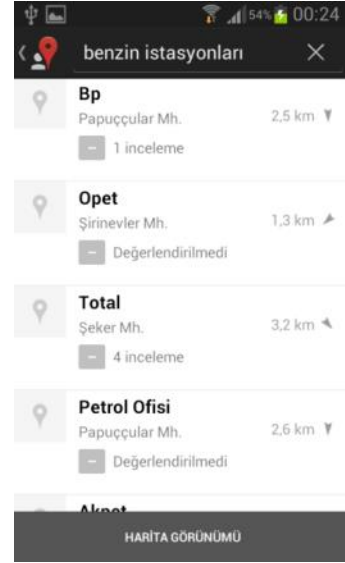 54% 00:24
benzin istasyonları
Bp
Papuççular Mh.
2,5 km
1 inceleme
Opet
Şirinevler Mh.
1,3 km
Değerlendirilmedi
Total
Şeker Mh.
3,2 km
4 inceleme
Petrol Ofisi
Papuççular Mh.
2,6 km
Değerlendirilmedi
Akpet
HARİTA GÖRÜNÜMÜ